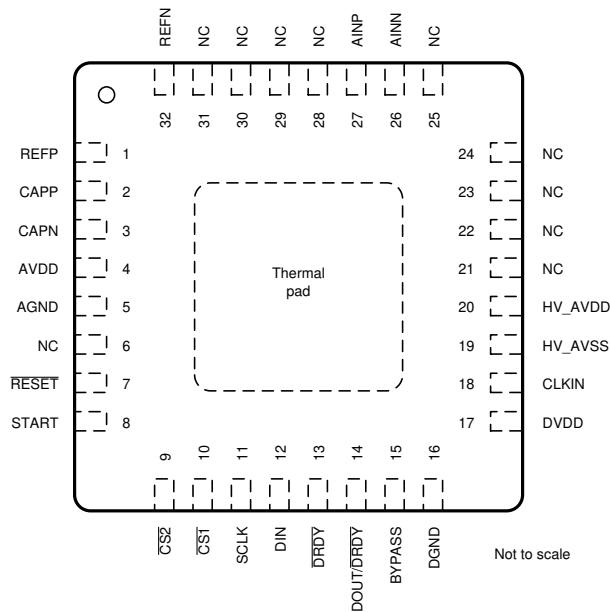 REFN NC NC NC NC AINP AINN NC
32 31 30 29 28 27 26 25
REFP 1 24 NC
CAPP 2 23 NC
CAPN 3 22 NC
AVDD 4 21 NC
Thermal
pad
AGND 5 20 HV_AVDD
NC 6 19 HV_AVSS
RESET 7 18 CLKIN
START 8 17 DVDD
9 10 11 12 13 14 15 16
CS2 CS1 SCLK DIN DRDY DOUT/DRDY BYPASS DGND
Not to scale